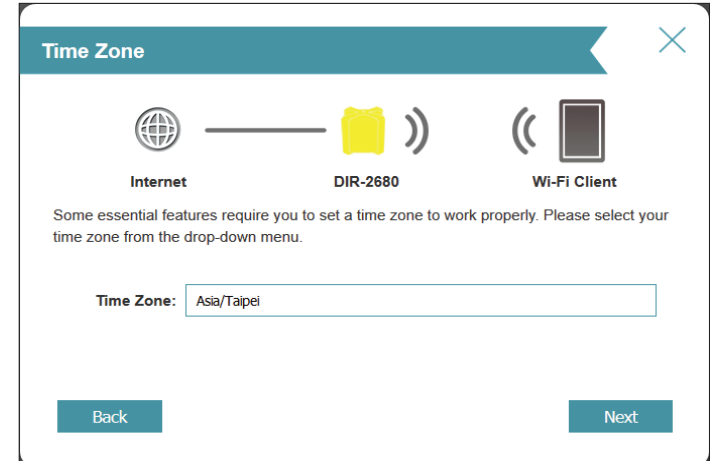 Time Zone
Internet
DIR-2680
Wi-Fi Client
Some essential features require you to set a time zone to work properly. Please select your
time zone from the drop-down menu.
Time Zone: Asia/Taipei
Back
Next